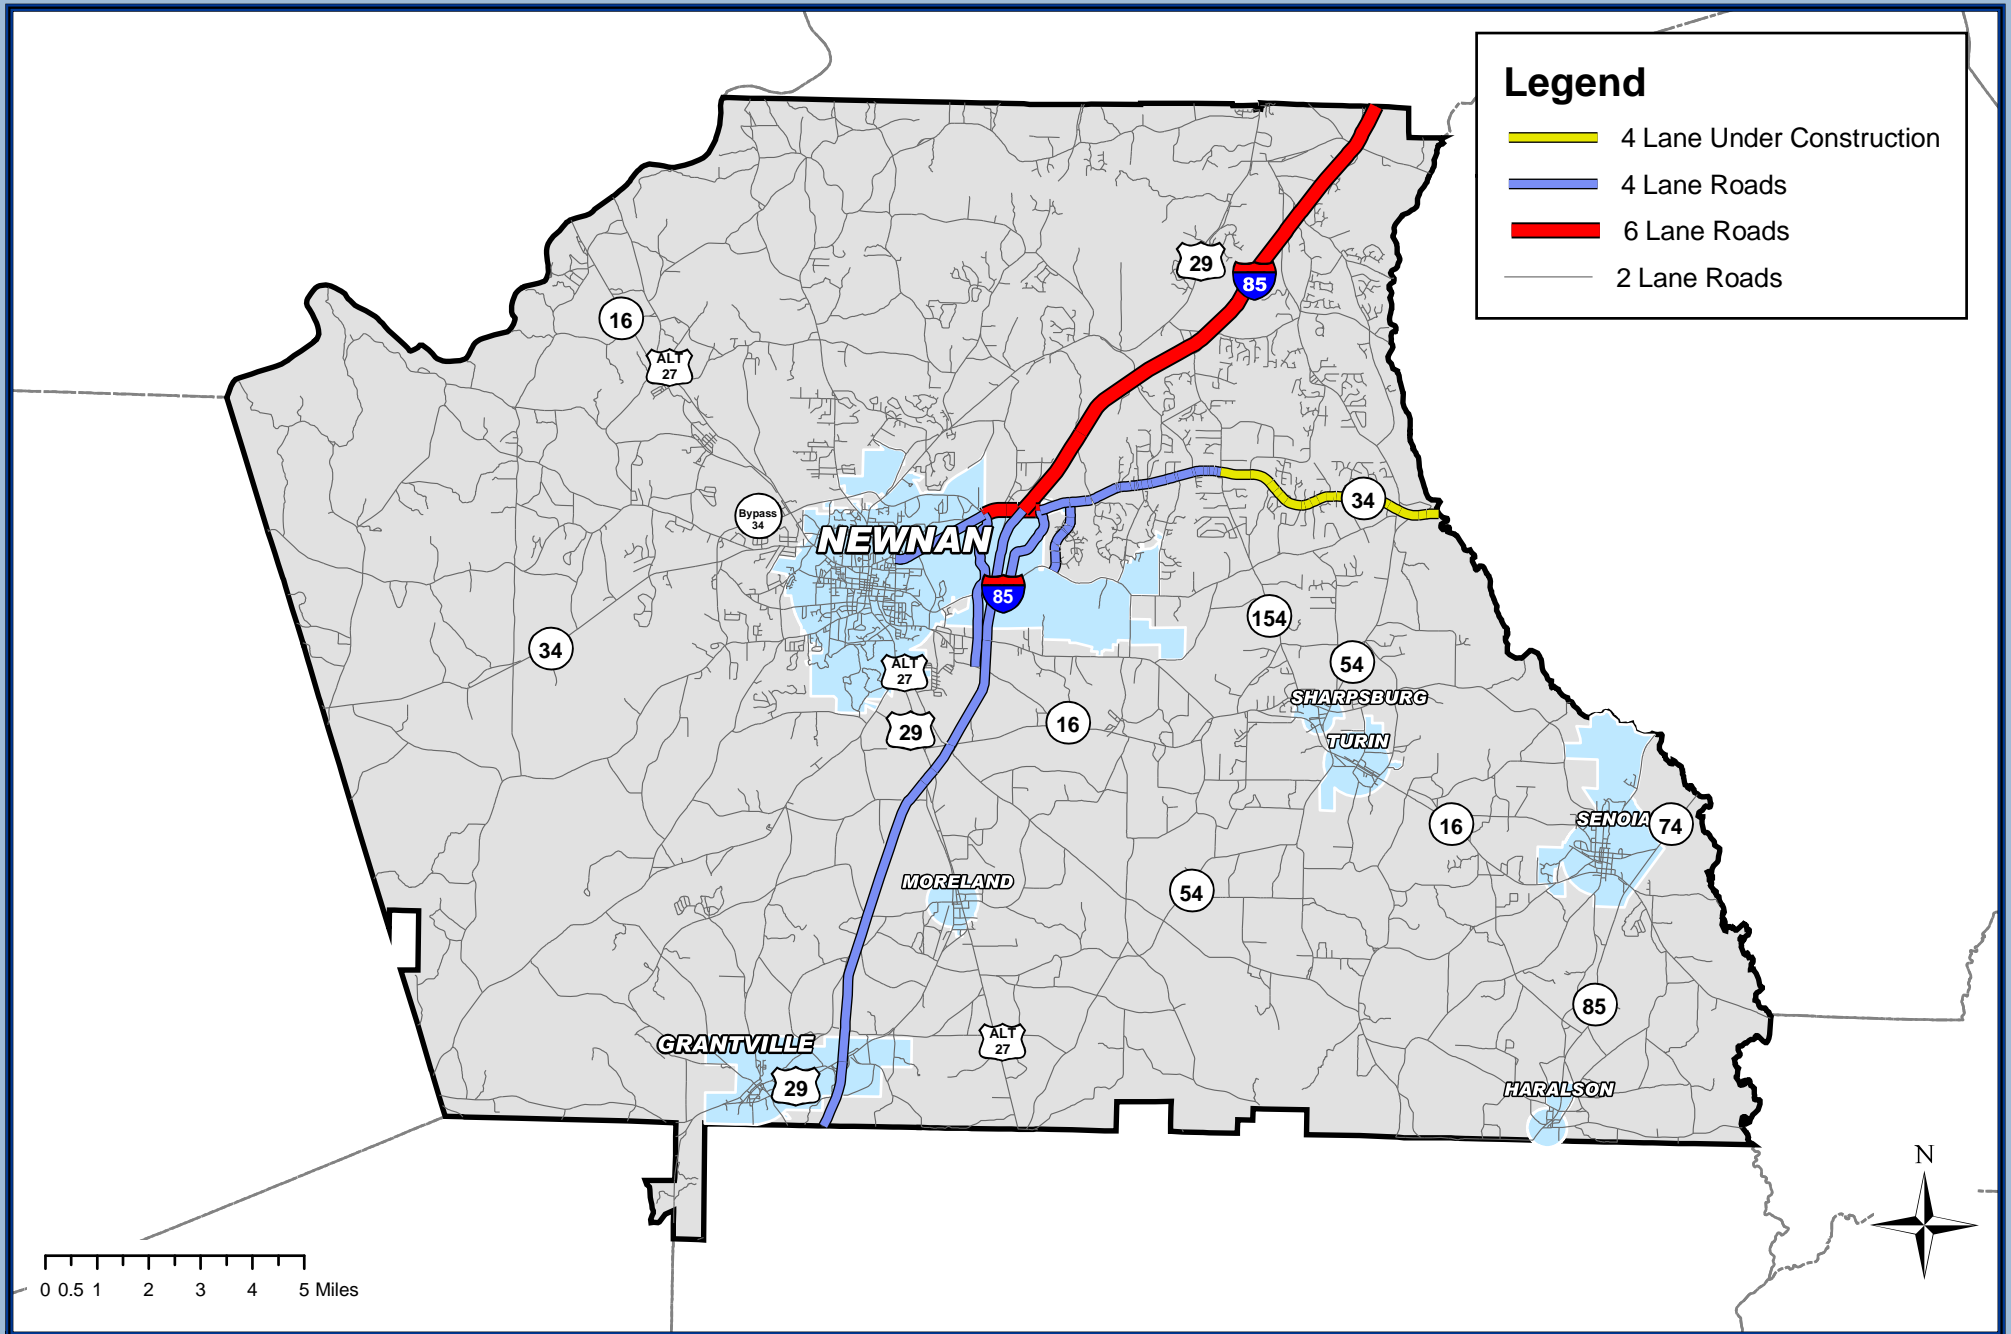 Legend
4 Lane Under Construction
4 Lane Roads
6 Lane Roads
2 Lane Roads
29
85
16
ALT
27
Bypass
34
34
NEWNAN
85
154
34
54
ALT
27
SHARPSBURG
29
16
TURIN
16
SENOIA
74
MORELAND
54
85
GRANTVILLE
ALT
27
29
HARALSON
N
0 0.5 1 2 3 4 5 Miles